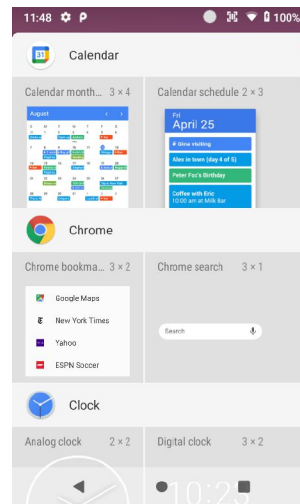 11:48 100%
31 Calendar
Calendar month... 3 × 4 Calendar schedule 2 × 3
August
Fri
April 25
# Gina visiting
Alex in town (day 4 of 5)
Peter Fox's Birthday
Coffee with Eric
10:00 am at Milk Bar
Chrome
Chrome bookma... 3 × 2 Chrome search 3 × 1
Google Maps
New York Times
Yahoo
ESPN Soccer
Search
Clock
Analog clock 2 × 2 Digital clock 3 × 2
10:23